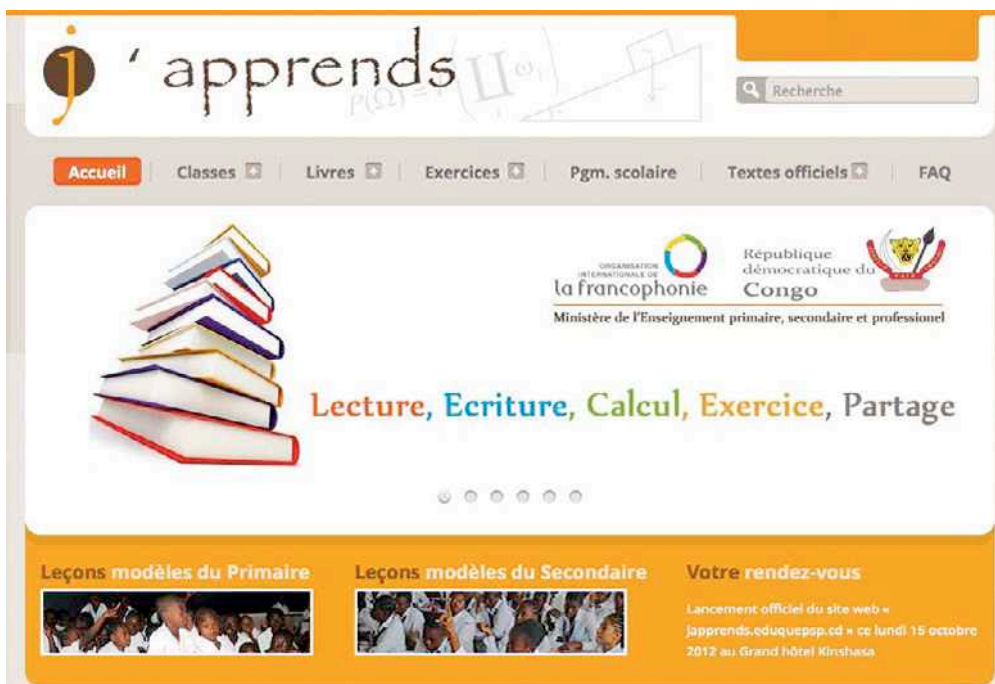 j 'apprends
P(Ω) =
Recherche
Accueil Classes Livres Exercices Pgm. scolaire Textes officiels FAQ
ORGANISATION
INTERNATIONALE DE
la francophonie
République
démocratique du
Congo
Ministère de l'Enseignement primaire, secondaire et professionel
Lecture, Ecriture, Calcul, Exercice, Partage
Leçons modèles du Primaire Leçons modèles du Secondaire Votre rendez-vous
Lancement officiel du site web «
japprends.eduquepsp.cd » ce lundi 15 octobre
2012 au Grand hôtel Kinshasa